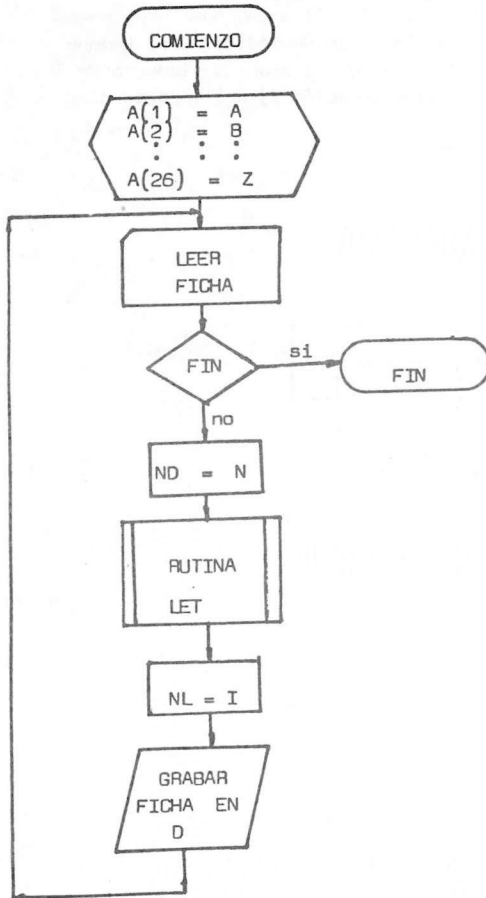 COMIENZO
A(1) = A
A(2) = B
. . .
. . .
A(26) = Z
LEER
FICHA
FIN
si
FIN
no
ND = N
RUTINA
LET
NL = I
GRABAR
FICHA EN
D